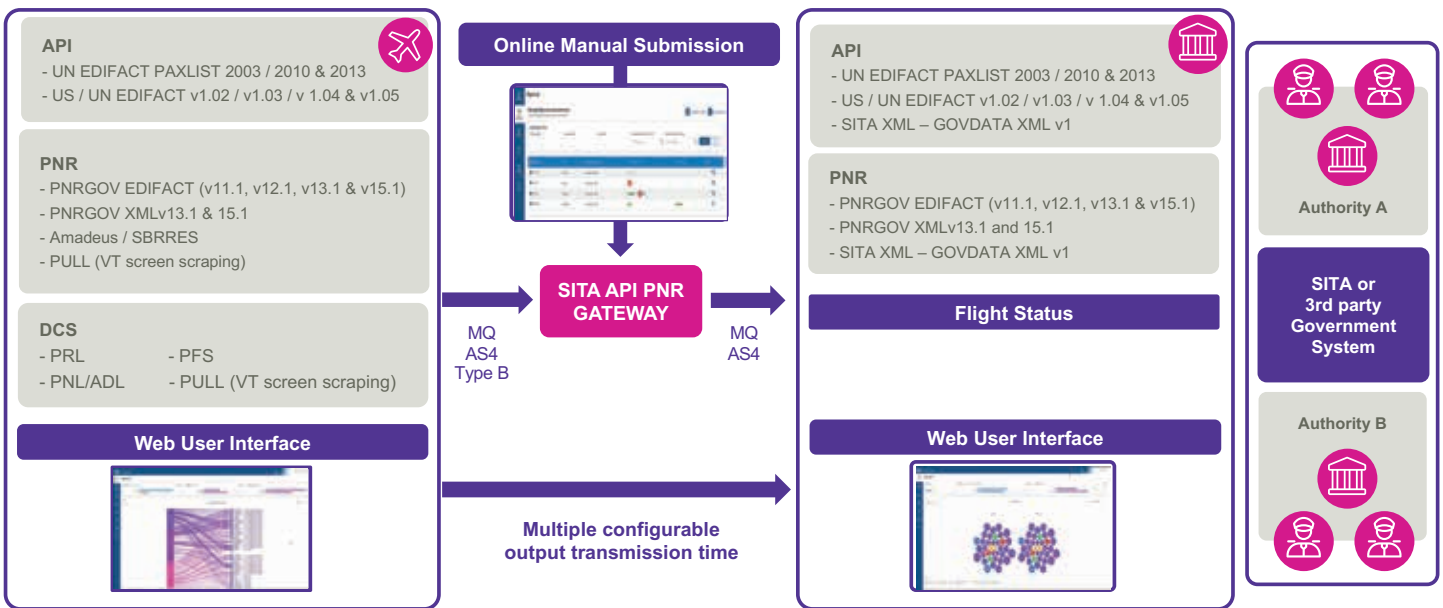 API
- UN EDIFACT PAXLIST 2003 / 2010 & 2013
- US / UN EDIFACT v1.02 / v1.03 / v 1.04 & v1.05
PNR
- PNRGOV EDIFACT (v11.1, v12.1, v13.1 & v15.1)
- PNRGOV XMLv13.1 & 15.1
- Amadeus / SBRRES
- PULL (VT screen scraping)
DCS
- PRL - PFS
- PNL/ADL - PULL (VT screen scraping)
Web User Interface
Online Manual Submission
SITA API PNR
GATEWAY
MQ
AS4
Type B
MQ
AS4
Multiple configurable
output transmission time
API
- UN EDIFACT PAXLIST 2003 / 2010 & 2013
- US / UN EDIFACT v1.02 / v1.03 / v 1.04 & v1.05
- SITA XML – GOVDATA XML v1
PNR
- PNRGOV EDIFACT (v11.1, v12.1, v13.1 & v15.1)
- PNRGOV XMLv13.1 and 15.1
- SITA XML – GOVDATA XML v1
Flight Status
Web User Interface
Authority A
SITA or
3rd party
Government
System
Authority B